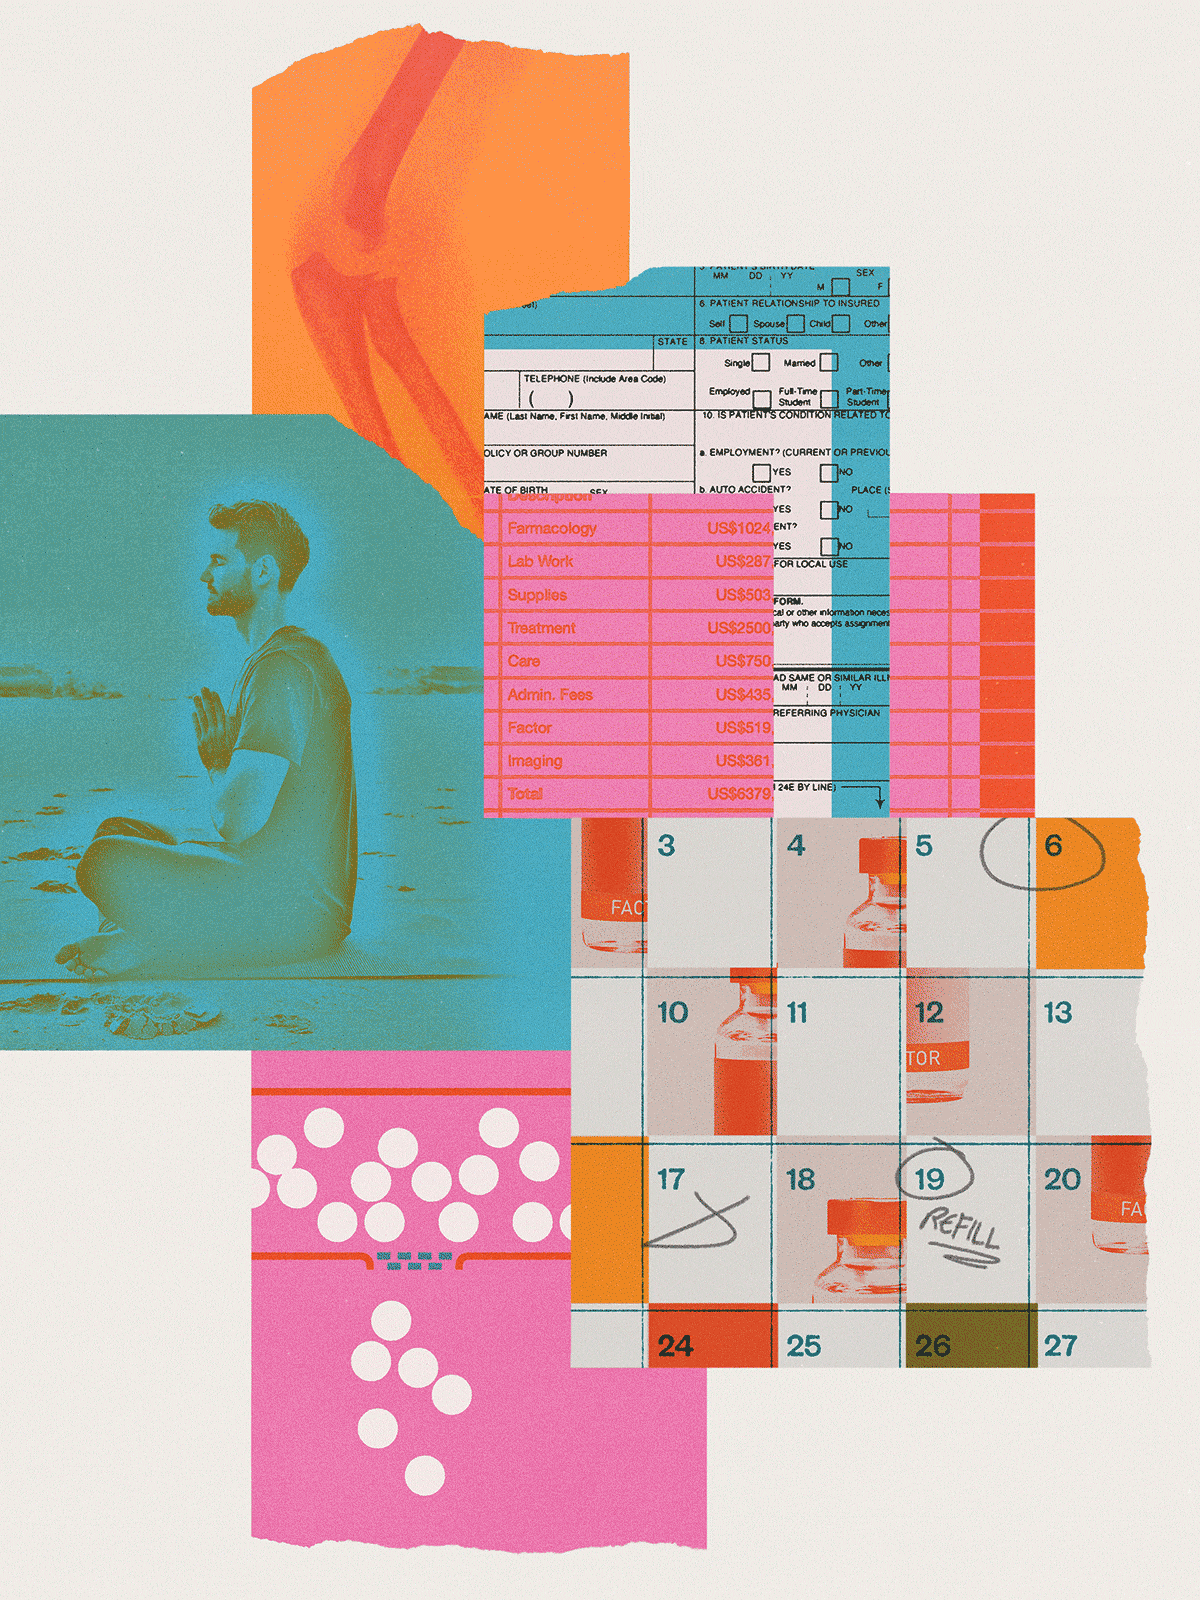 5. PATIENT'S BIRTH DATE
MM DD YY SEX
M F
6. PATIENT RELATIONSHIP TO INSURED
Self Spouse Child Other
STATE 8. PATIENT STATUS
Single Married Other
TELEPHONE (Include Area Code)
( )
Employed Full-Time Student Part-Time Student
AME (Last Name, First Name, Middle Initial)
10. IS PATIENT'S CONDITION RELATED TO
OLICY OR GROUP NUMBER
a. EMPLOYMENT? (CURRENT OR PREVIOU
YES NO
ATE OF BIRTH SEX
b. AUTO ACCIDENT? PLACE (S
YES NO
ENT?
YES NO
FOR LOCAL USE
FORM.
cal or other information neces
arty who accepts assignment
AD SAME OR SIMILAR ILL
MM DD YY
REFERRING PHYSICIAN
24E BY LINE)
Description
Farmacology US$1024
Lab Work US$287
Supplies US$503
Treatment US$2500
Care US$750
Admin. Fees US$435
Factor US$519
Imaging US$361
Total US$6379
3 4 5 6
FAC
10 11 12 13
TOR
17 18 19 20
REFILL
FAC
24 25 26 27